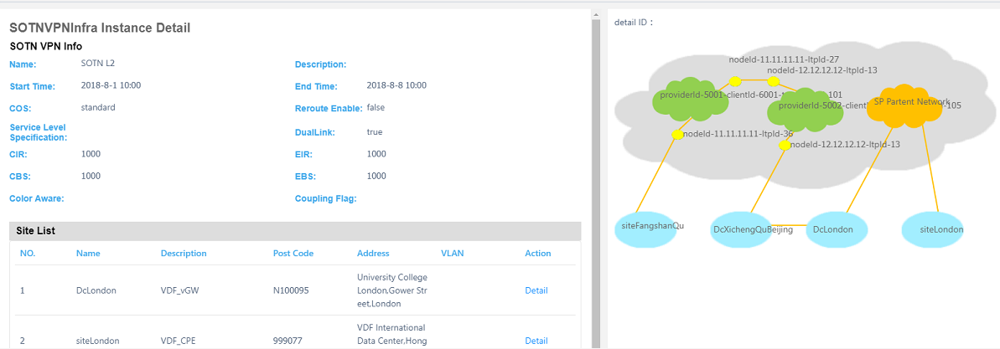 SOTNVPNInfra Instance Detail
SOTN VPN Info
Name: SOTN L2 Description:
Start Time: 2018-8-1 10:00 End Time: 2018-8-8 10:00
COS: standard Reroute Enable: false
Service Level
Specification: DualLink: true
CIR: 1000 EIR: 1000
CBS: 1000 EBS: 1000
Color Aware: Coupling Flag:
Site List
NO. Name Description Post Code Address VLAN Action
University College
1 DcLondon VDF_vGW N100095 London,Gower Str Detail
eet,London
VDF International
2 siteLondon VDF_CPE 999077 Data Center,Hong Detail
detail ID：
nodeId-11.11.11.11-ltpId-27
nodeId-12.12.12.12-ltpId-13
providerId-5001-clientId-6001- 101
SP Partent Network
providerId-5002-client -105
nodeId-11.11.11.11-ltpId-36
nodeId-12.12.12.12-ltpId-13
siteFangshanQu
DcXichengQuBeijing
DcLondon
siteLondon